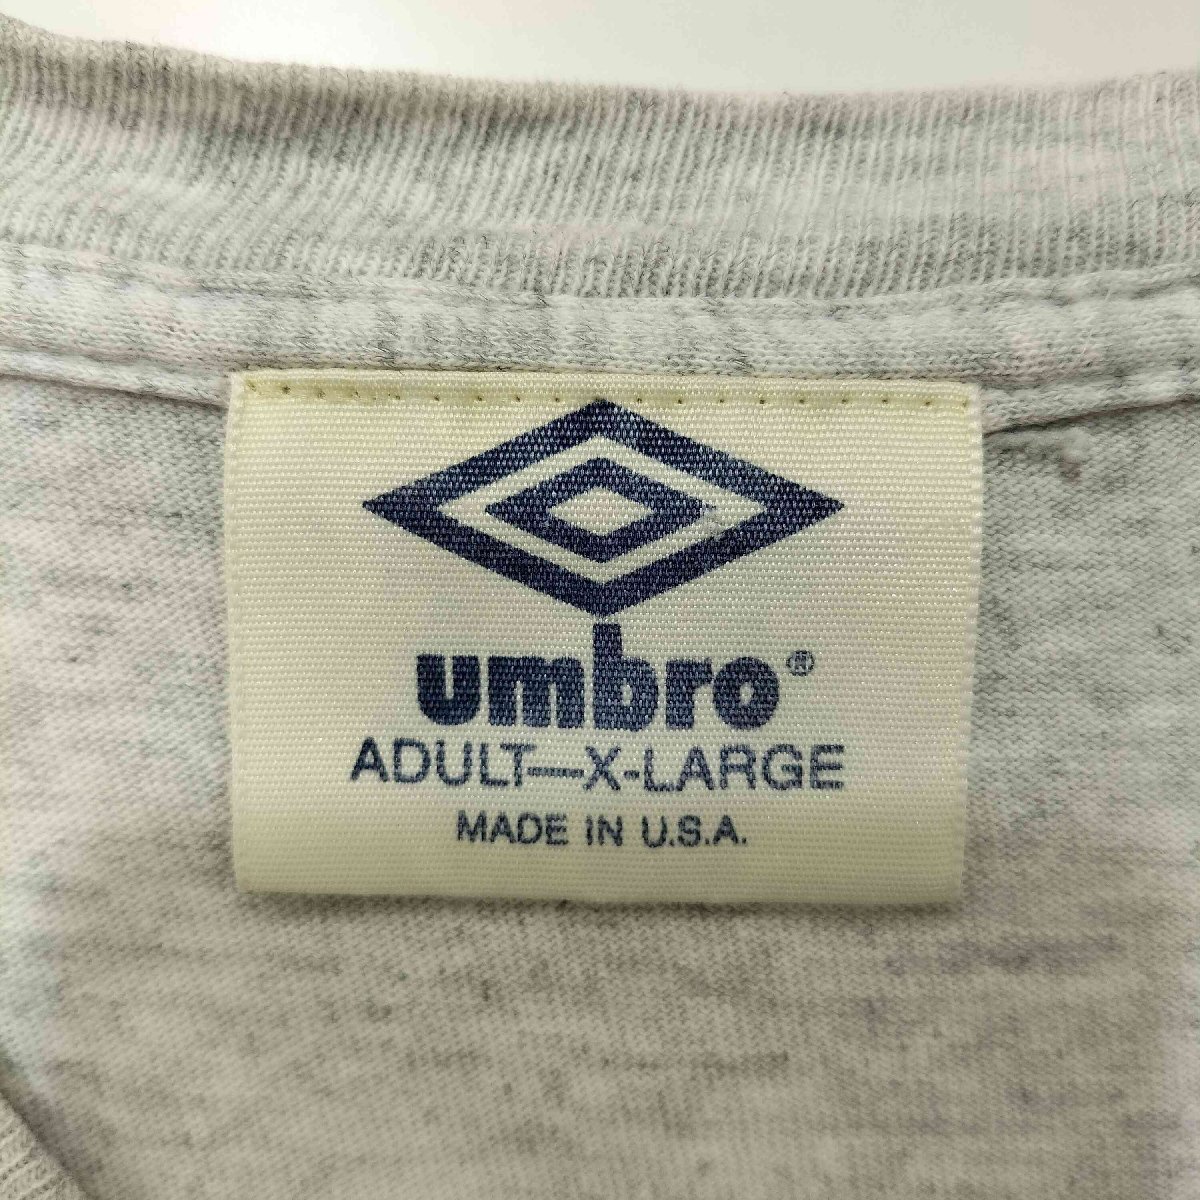 umbro®
ADULT—X-LARGE
MADE IN U.S.A.